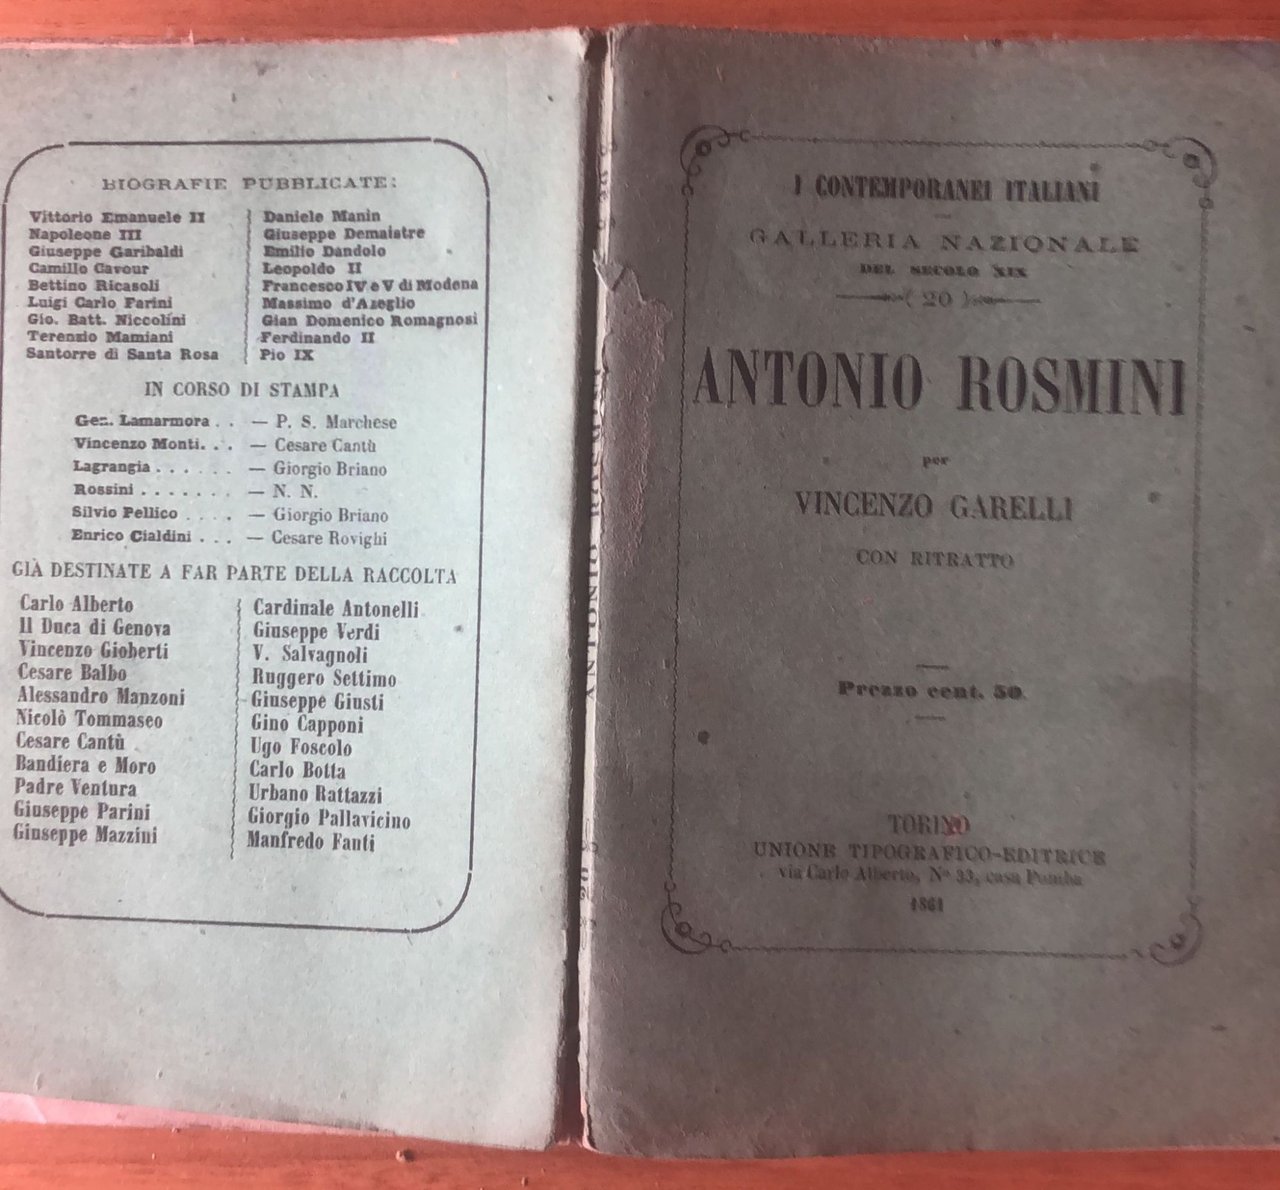 BIOGRAFIE PUBBLICATE:
Vittorio Emanuele II
Napoleone III
Giuseppe Garibaldi
Camillo Cavour
Bettino Ricasoli
Luigi Carlo Farini
Gio. Batt. Niccolini
Terenzio Mamiani
Santorre di Santa Rosa
Daniele Manin
Giuseppe Demaistre
Emilio Dandolo
Leopoldo II
Francesco IV e V di Modena
Massimo d'Azeglio
Gian Domenico Romagnosi
Ferdinando II
Pio IX
IN CORSO DI STAMPA
Gen. Lamarmora . . — P. S. Marchese
Vincenzo Monti. . . — Cesare Cantù
Lagrangia . . . . . . — Giorgio Briano
Rossini . . . . . . . — N. N.
Silvio Pellico . . . . — Giorgio Briano
Enrico Cialdini . . . — Cesare Rovighi
GIÀ DESTINATE A FAR PARTE DELLA RACCOLTA
Carlo Alberto
Il Duca di Genova
Vincenzo Gioberti
Cesare Balbo
Alessandro Manzoni
Nicolò Tommaseo
Cesare Cantù
Bandiera e Moro
Padre Ventura
Giuseppe Parini
Giuseppe Mazzini
Cardinale Antonelli
Giuseppe Verdi
V. Salvagnoli
Ruggero Settimo
Giuseppe Giusti
Gino Capponi
Ugo Foscolo
Carlo Botta
Urbano Rattazzi
Giorgio Pallavicino
Manfredo Fanti
ANTONIO
I CONTEMPORANEI ITALIANI
GALLERIA NAZIONALE
DEL SECOLO XIX
( 20 )
ANTONIO ROSMINI
per
VINCENZO GARELLI
CON RITRATTO
Prezzo cent. 50
TORINO
UNIONE TIPOGRAFICO-EDITRICE
via Carlo Alberto, N° 33, casa Pomba
1861